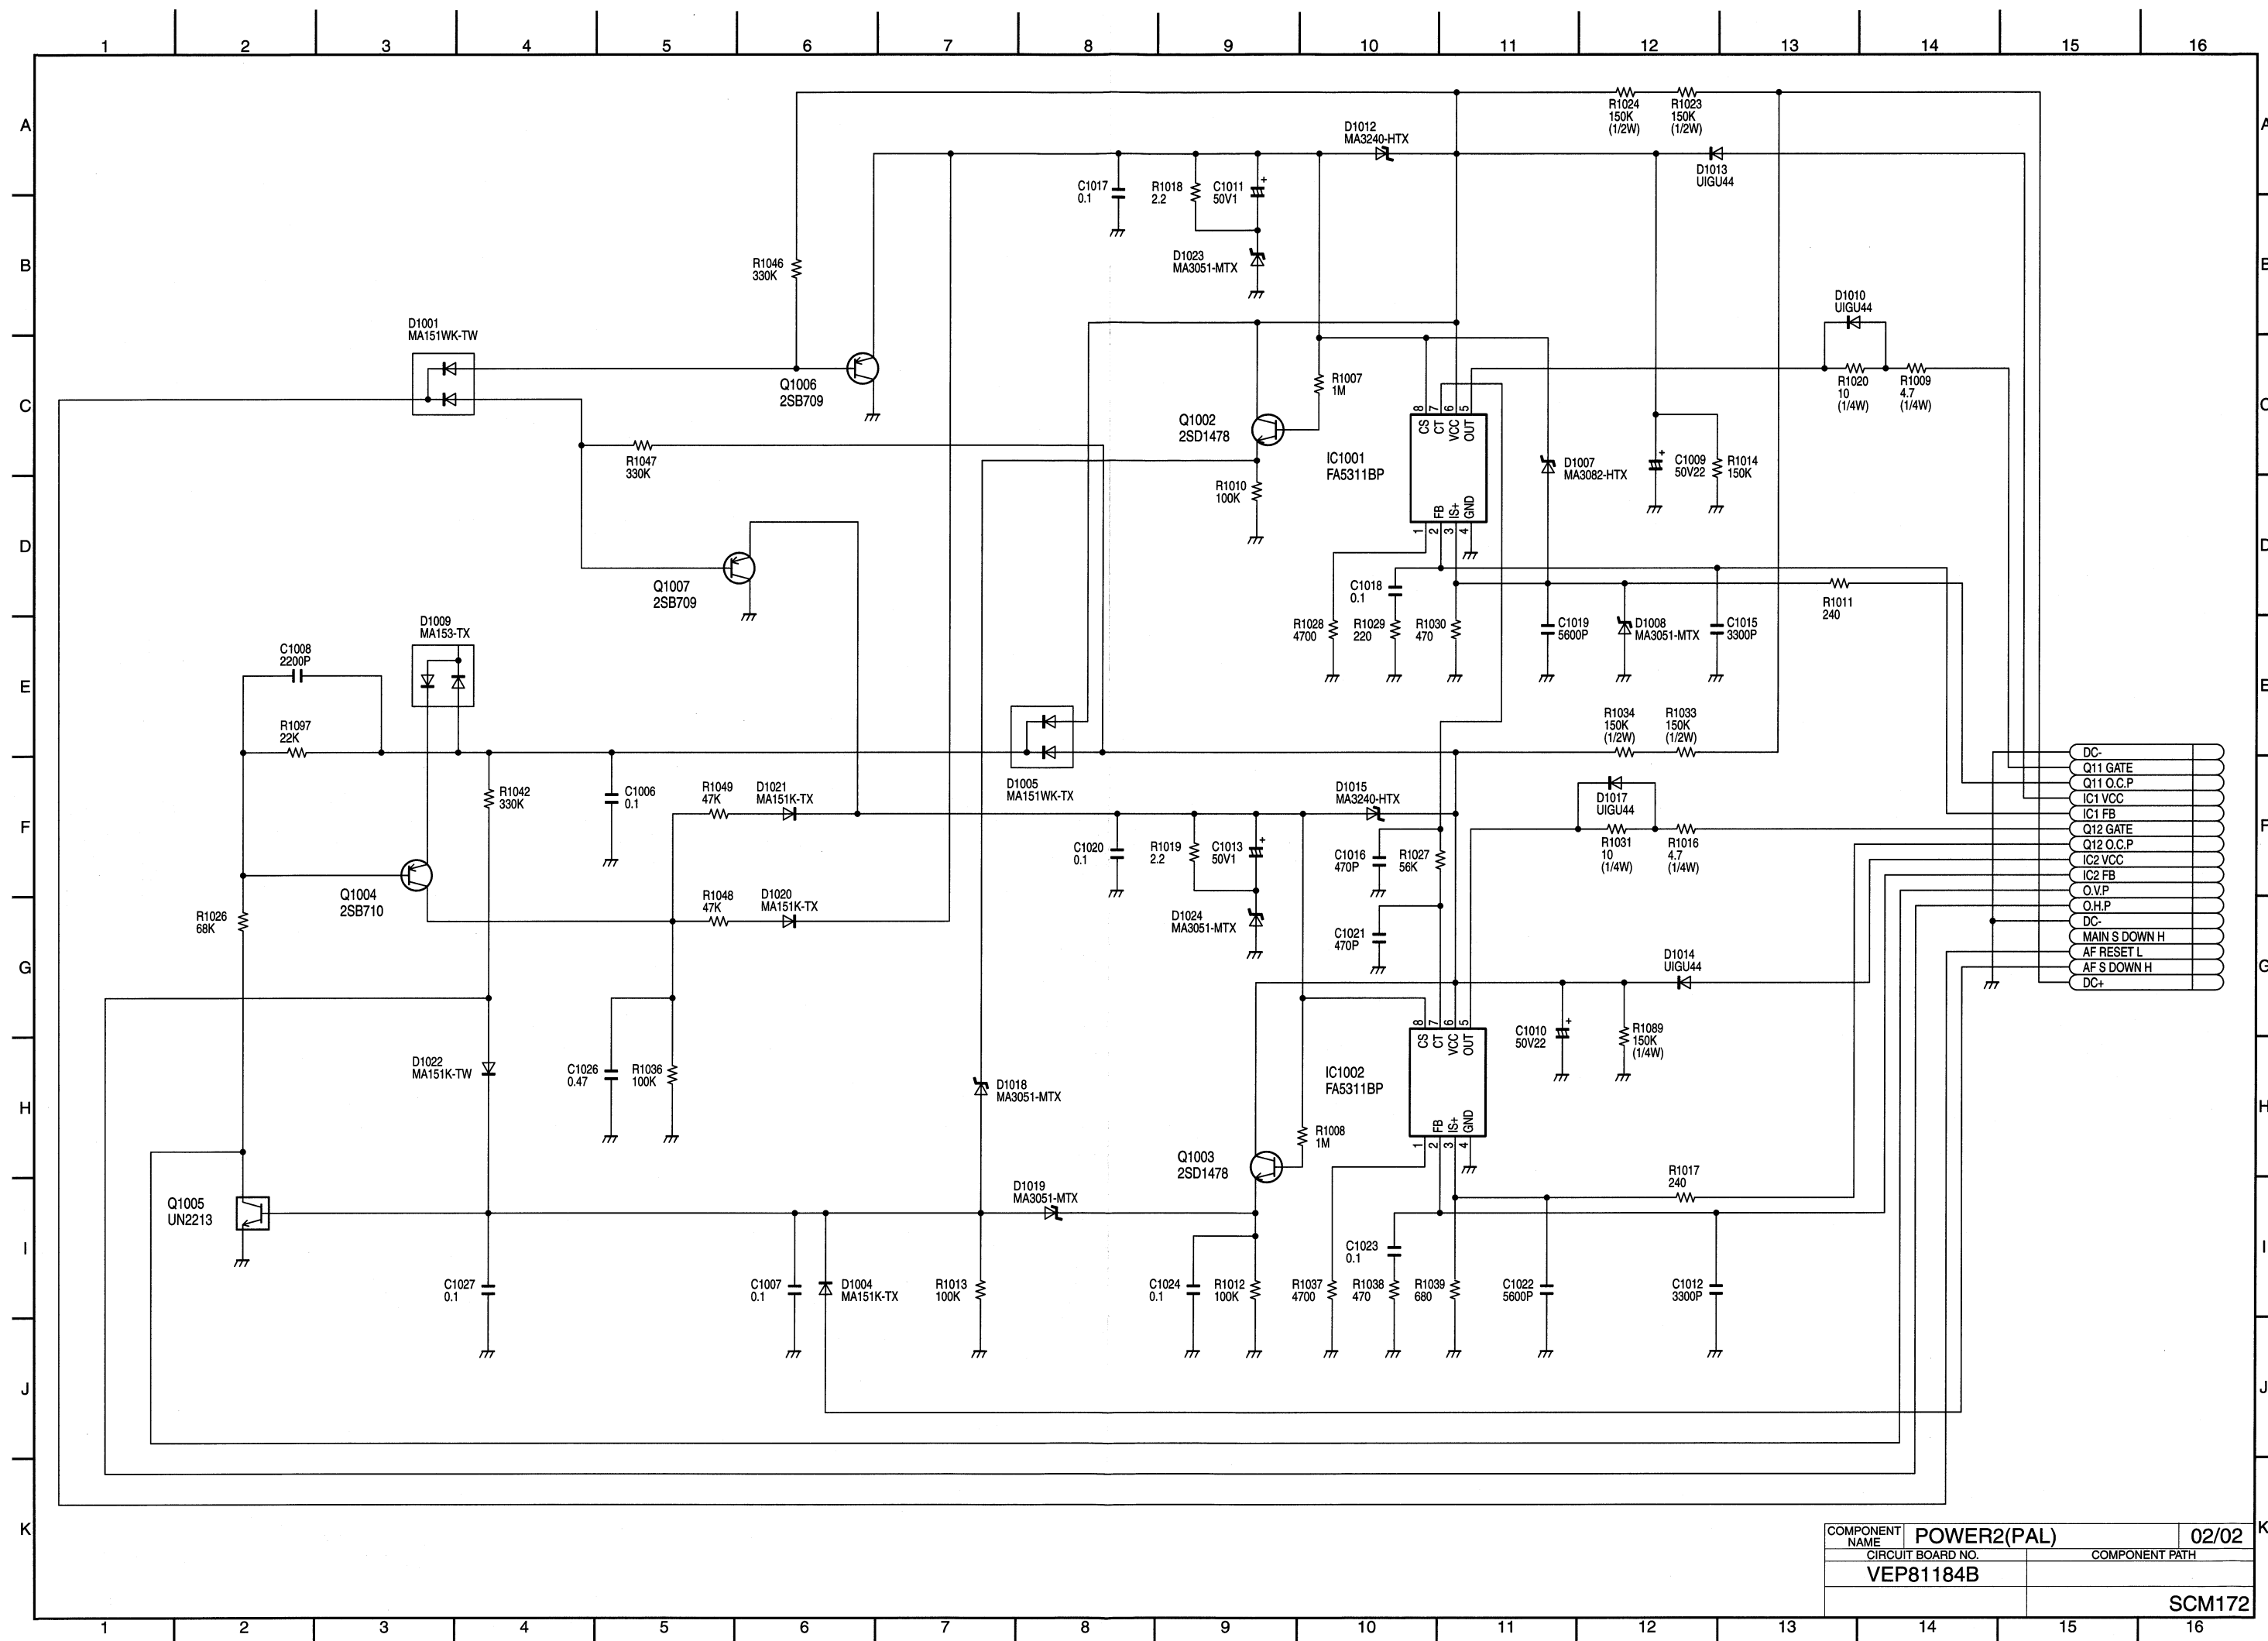 1 2 3 4 5 6 7 8 9 10 11 12 13 14 15 16
A
A
R1024
150K
(1/2W)
R1023
150K
(1/2W)
D1012
MA3240-HTX
D1013
UIGU44
C1017
0.1
R1018
2.2
C1011
50V1
+
B
B
R1046
330K
D1023
MA3051-MTX
D1010
UIGU44
D1001
MA151WK-TW
Q1006
2SB709
R1007
1M
R1020
10
(1/4W)
R1009
4.7
(1/4W)
C
C
Q1002
2SD1478
8 7 6 5
CS CT VCC OUT
IC1001
FA5311BP
FB IS+ GND
1 2 3 4
R1047
330K
D1007
MA3082-HTX
C1009
50V22
+
R1014
150K
R1010
100K
D
D
Q1007
2SB709
C1018
0.1
R1011
240
D1009
MA153-TX
R1028
4700
R1029
220
R1030
470
C1019
5600P
D1008
MA3051-MTX
C1015
3300P
C1008
2200P
E
E
R1097
22K
R1034
150K
(1/2W)
R1033
150K
(1/2W)
DC-
Q11 GATE
Q11 O.C.P
IC1 VCC
IC1 FB
Q12 GATE
Q12 O.C.P
IC2 VCC
IC2 FB
O.V.P
O.H.P
DC-
MAIN S DOWN H
AF RESET L
AF S DOWN H
DC+
R1042
330K
C1006
0.1
R1049
47K
D1021
MA151K-TX
D1005
MA151WK-TX
D1015
MA3240-HTX
D1017
UIGU44
F
F
C1020
0.1
R1019
2.2
C1013
50V1
+
C1016
470P
R1027
56K
R1031
10
(1/4W)
R1016
4.7
(1/4W)
Q1004
2SB710
R1048
47K
D1020
MA151K-TX
R1026
68K
D1024
MA3051-MTX
C1021
470P
G
G
D1014
UIGU44
8 7 6 5
CS CT VCC OUT
IC1002
FA5311BP
FB IS+ GND
1 2 3 4
C1010
50V22
+
R1089
150K
(1/4W)
D1022
MA151K-TW
C1026
0.47
R1036
100K
D1018
MA3051-MTX
H
H
R1008
1M
Q1003
2SD1478
R1017
240
Q1005
UN2213
D1019
MA3051-MTX
I
I
C1023
0.1
C1027
0.1
C1007
0.1
D1004
MA151K-TX
R1013
100K
C1024
0.1
R1012
100K
R1037
4700
R1038
470
R1039
680
C1022
5600P
C1012
3300P
J
J
K
K
COMPONENT
NAME
POWER2(PAL)
02/02
CIRCUIT BOARD NO.
COMPONENT PATH
VEP81184B
SCM172
1 2 3 4 5 6 7 8 9 10 11 12 13 14 15 16